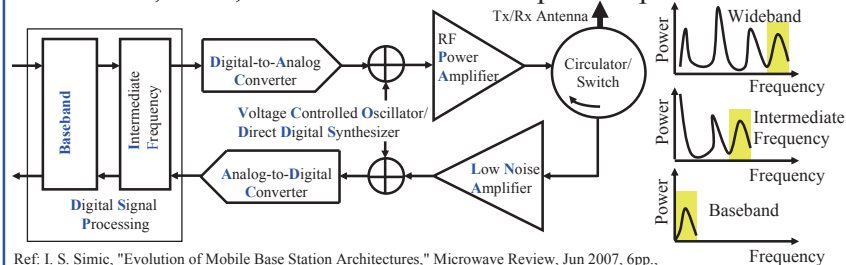 Tx/Rx Antenna
Baseband
Intermediate
Frequency
Digital-to-Analog
Converter
RF
Power
Amplifier
Circulator/
Switch
Voltage Controlled Oscillator/
Direct Digital Synthesizer
Analog-to-Digital
Converter
Low Noise
Amplifier
Digital Signal
Processing
Power
Wideband
Frequency
Power
Intermediate
Frequency
Frequency
Power
Baseband
Frequency
Ref: I. S. Simic, "Evolution of Mobile Base Station Architectures," Microwave Review, Jun 2007, 6pp.,